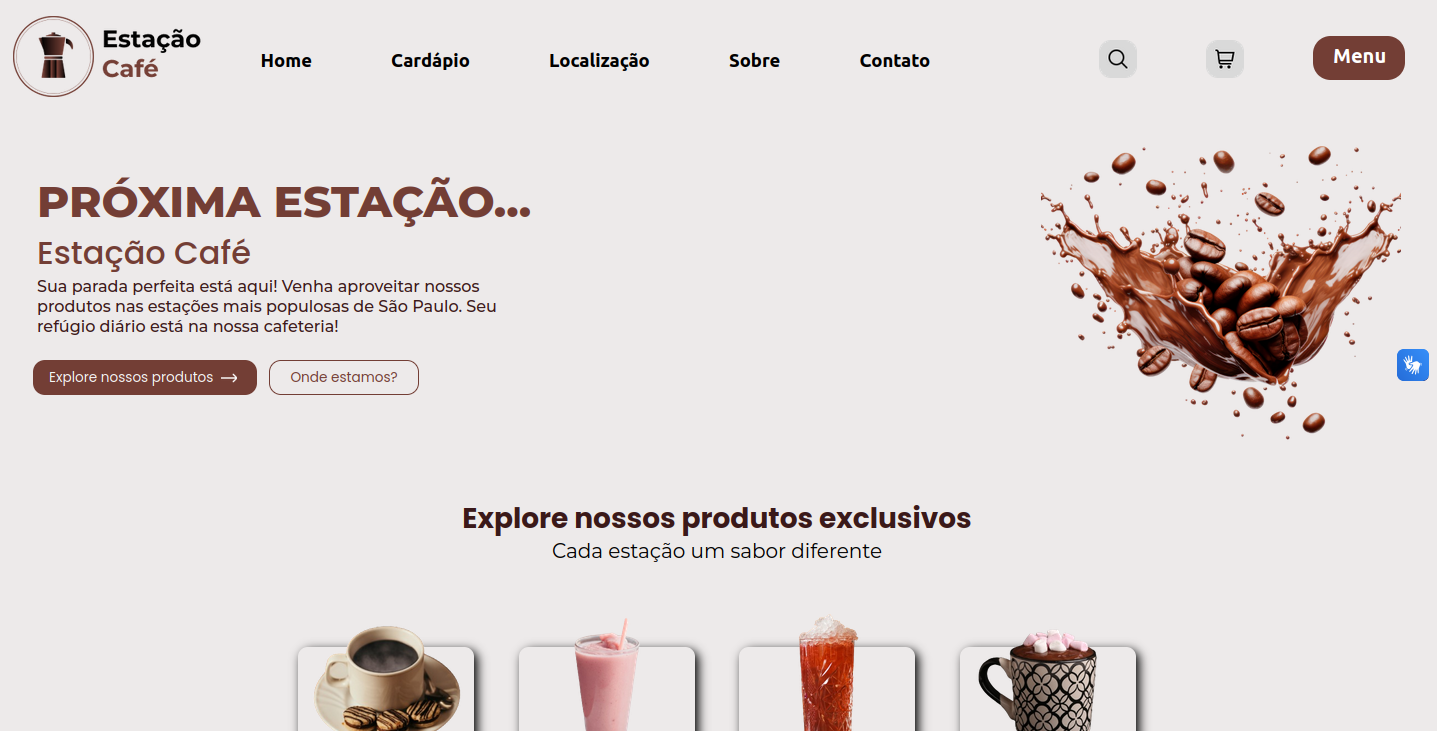 Estação
Café
Home
Cardápio
Localização
Sobre
Contato
Menu
PRÓXIMA ESTAÇÃO...
Estação Café
Sua parada perfeita está aqui! Venha aproveitar nossos
produtos nas estações mais populosas de São Paulo. Seu
refúgio diário está na nossa cafeteria!
Explore nossos produtos →
Onde estamos?
Explore nossos produtos exclusivos
Cada estação um sabor diferente